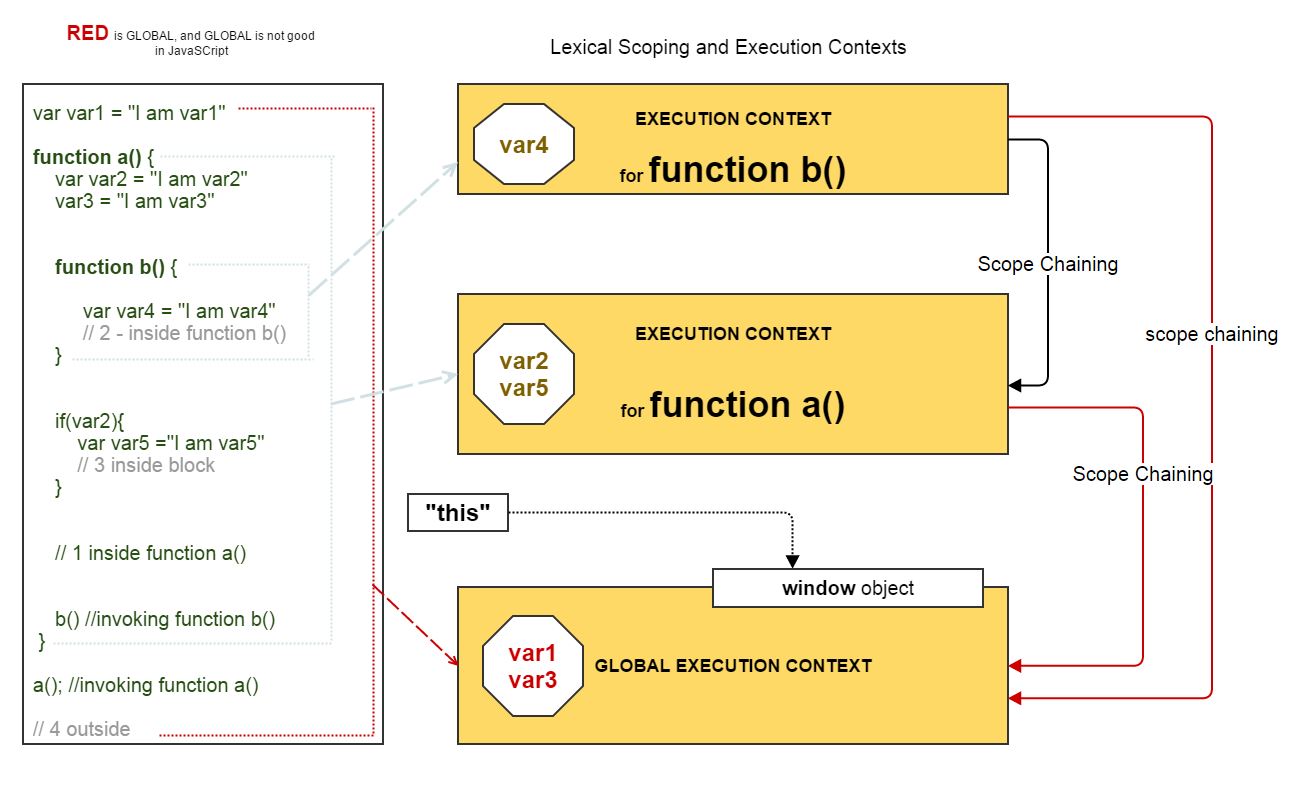 RED is GLOBAL, and GLOBAL is not good
in JavaSCript
Lexical Scoping and Execution Contexts
var var1 = "I am var1"
function a() {
var var2 = "I am var2"
var3 = "I am var3"
function b() {
var var4 = "I am var4"
// 2 - inside function b()
}
if(var2){
var var5 ="I am var5"
// 3 inside block
}
// 1 inside function a()
b() //invoking function b()
}
a(); //invoking function a()
// 4 outside
var4
EXECUTION CONTEXT
for function b()
Scope Chaining
scope chaining
var2
var5
EXECUTION CONTEXT
for function a()
Scope Chaining
"this"
window object
var1
var3
GLOBAL EXECUTION CONTEXT